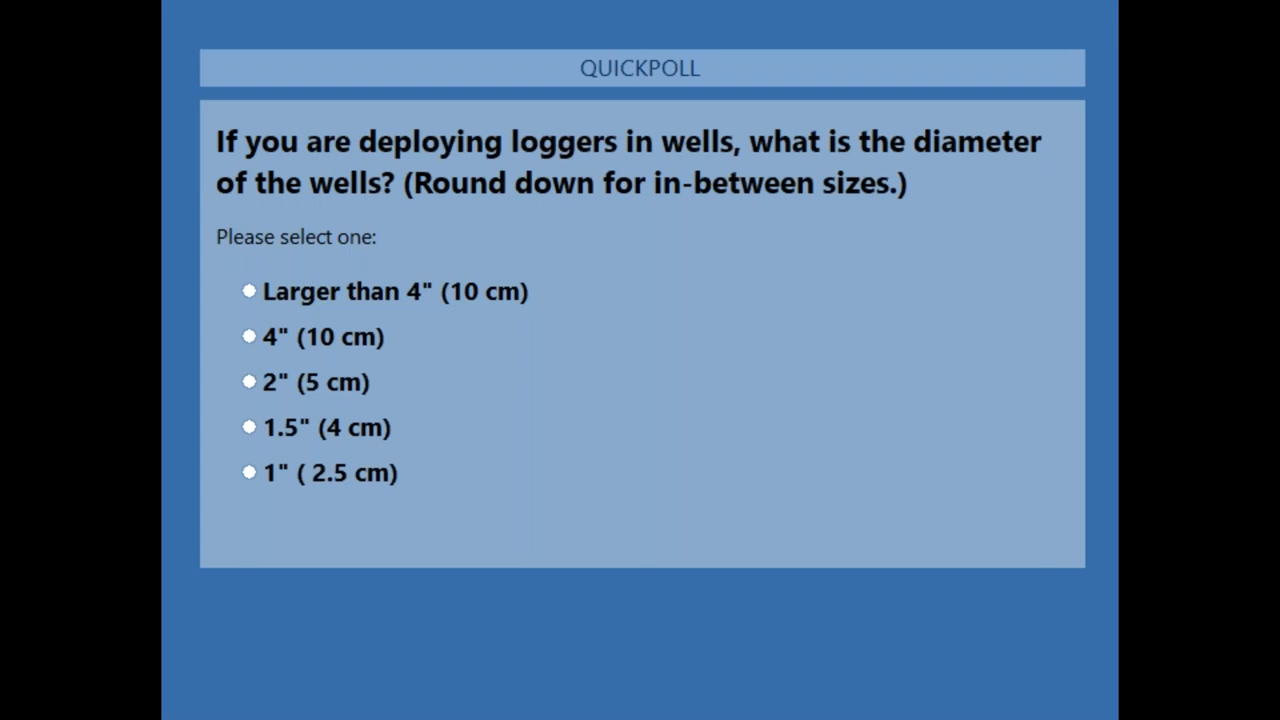 QUICKPOLL
If you are deploying loggers in wells, what is the diameter
of the wells? (Round down for in-between sizes.)
Please select one:
Larger than 4" (10 cm)
4" (10 cm)
2" (5 cm)
1.5" (4 cm)
1" ( 2.5 cm)